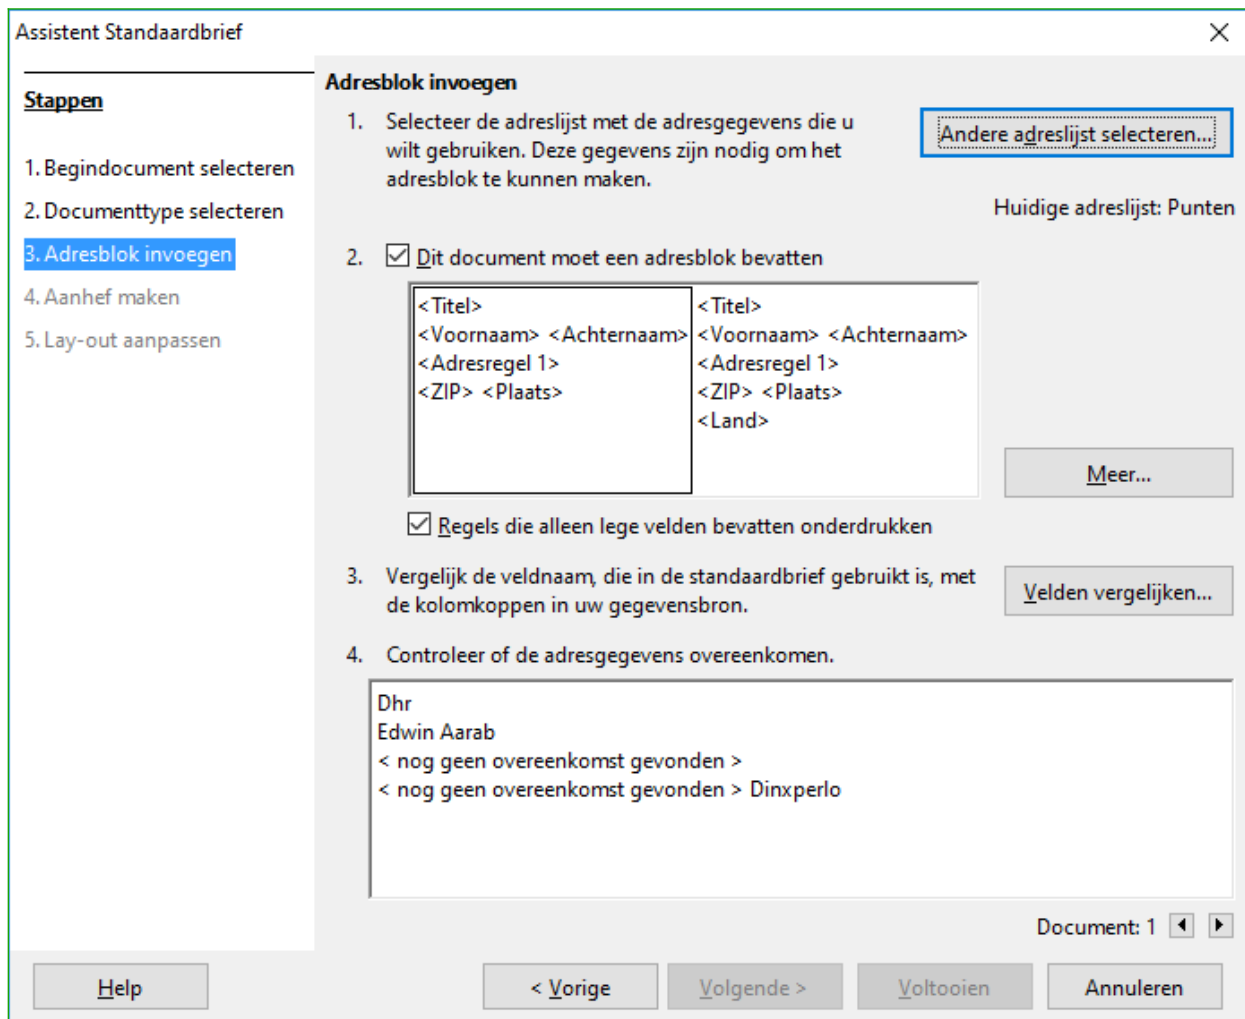 Assistent Standaardbrief
Stappen
1. Begindocument selecteren
2. Documenttype selecteren
3. Adresblok invoegen
4. Aanhef maken
5. Lay-out aanpassen
Adresblok invoegen
1. Selecteer de adreslijst met de adresgegevens die u
wilt gebruiken. Deze gegevens zijn nodig om het
adresblok te kunnen maken.
Andere adreslijst selecteren...
Huidige adreslijst: Punten
2. Dit document moet een adresblok bevatten
<Titel>
<Voornaam> <Achternaam>
<Adresregel 1>
<ZIP> <Plaats>
<Titel>
<Voornaam> <Achternaam>
<Adresregel 1>
<ZIP> <Plaats>
<Land>
Meer...
Regels die alleen lege velden bevatten onderdrukken
3. Vergelijk de veldnaam, die in de standaardbrief gebruikt is, met
de kolomkoppen in uw gegevensbron.
Velden vergelijken...
4. Controleer of de adresgegevens overeenkomen.
Dhr
Edwin Aarab
< nog geen overeenkomst gevonden >
< nog geen overeenkomst gevonden > Dinxperlo
Document: 1
Help
< Vorige
Volgende >
Voltooien
Annuleren